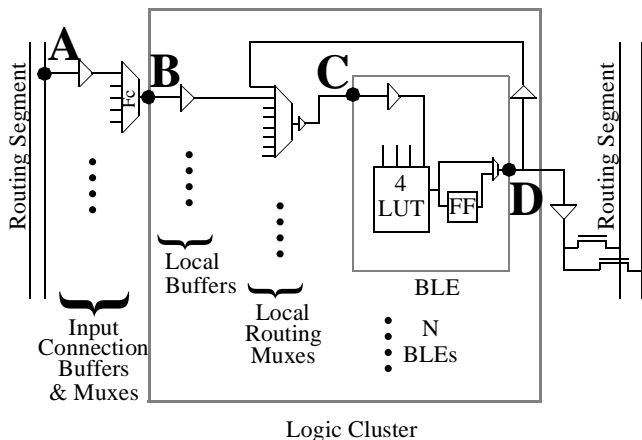 A
B
C
D
Routing Segment
Fc
4
LUT
FF
Routing Segment
Local
Buffers
BLE
Input
Connection
Buffers
& Muxes
Local
Routing
Muxes
N
BLEs
Logic Cluster